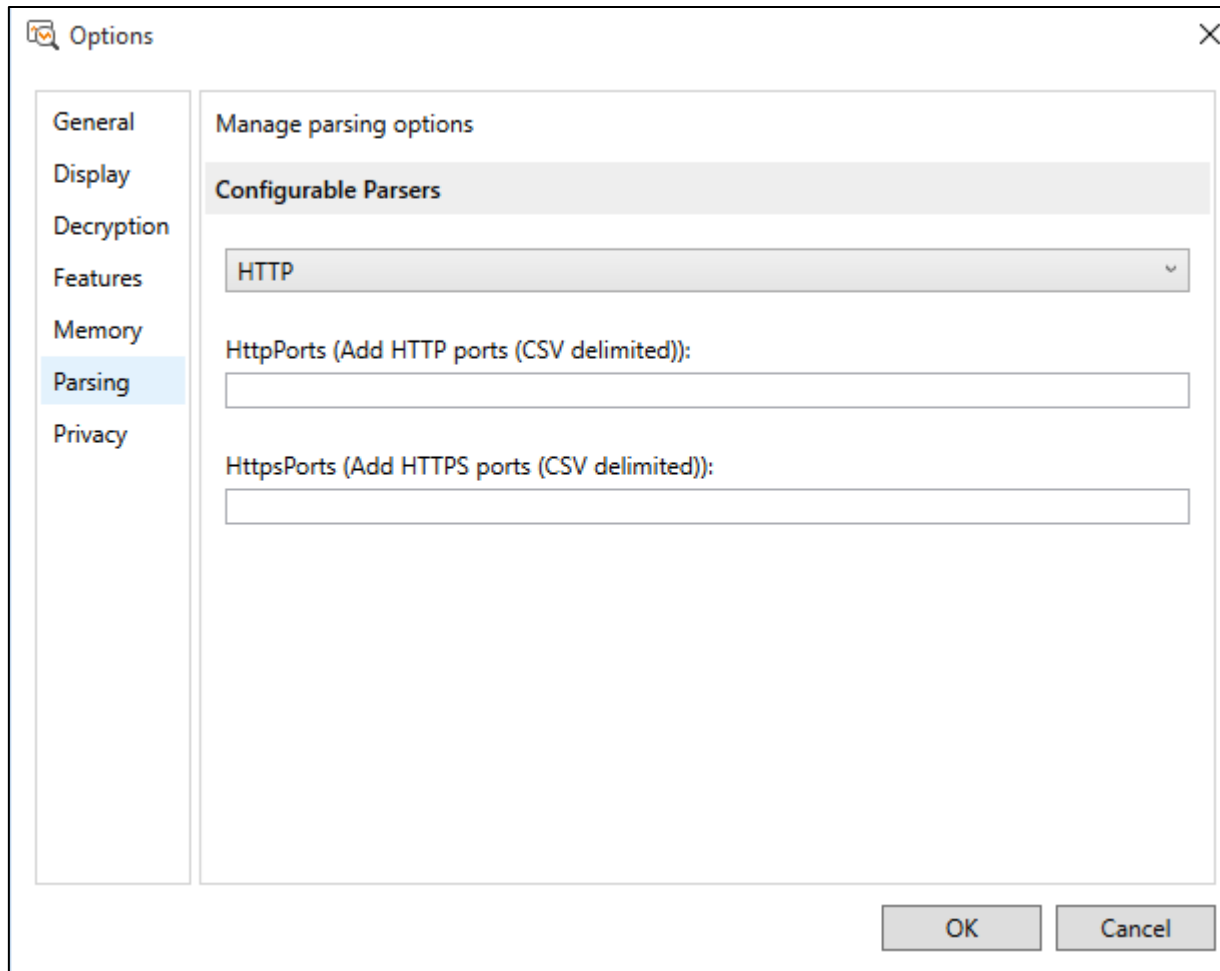 Options
General
Display
Decryption
Features
Memory
Parsing
Privacy
Manage parsing options
Configurable Parsers
HTTP
HttpPorts (Add HTTP ports (CSV delimited)):
HttpsPorts (Add HTTPS ports (CSV delimited)):
OK
Cancel